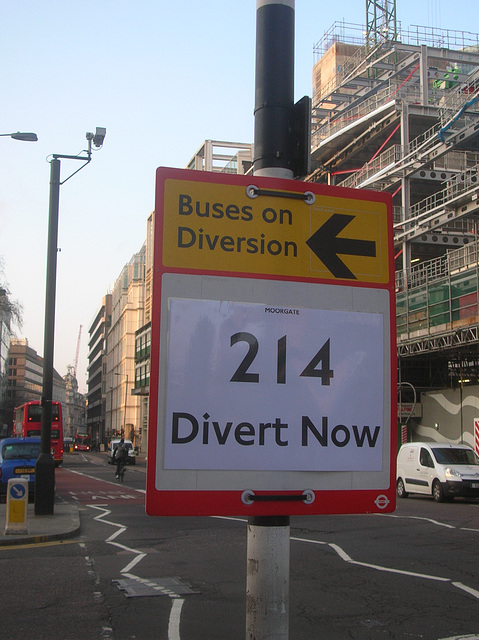 Buses on
Diversion
MOORGATE
214
Divert Now